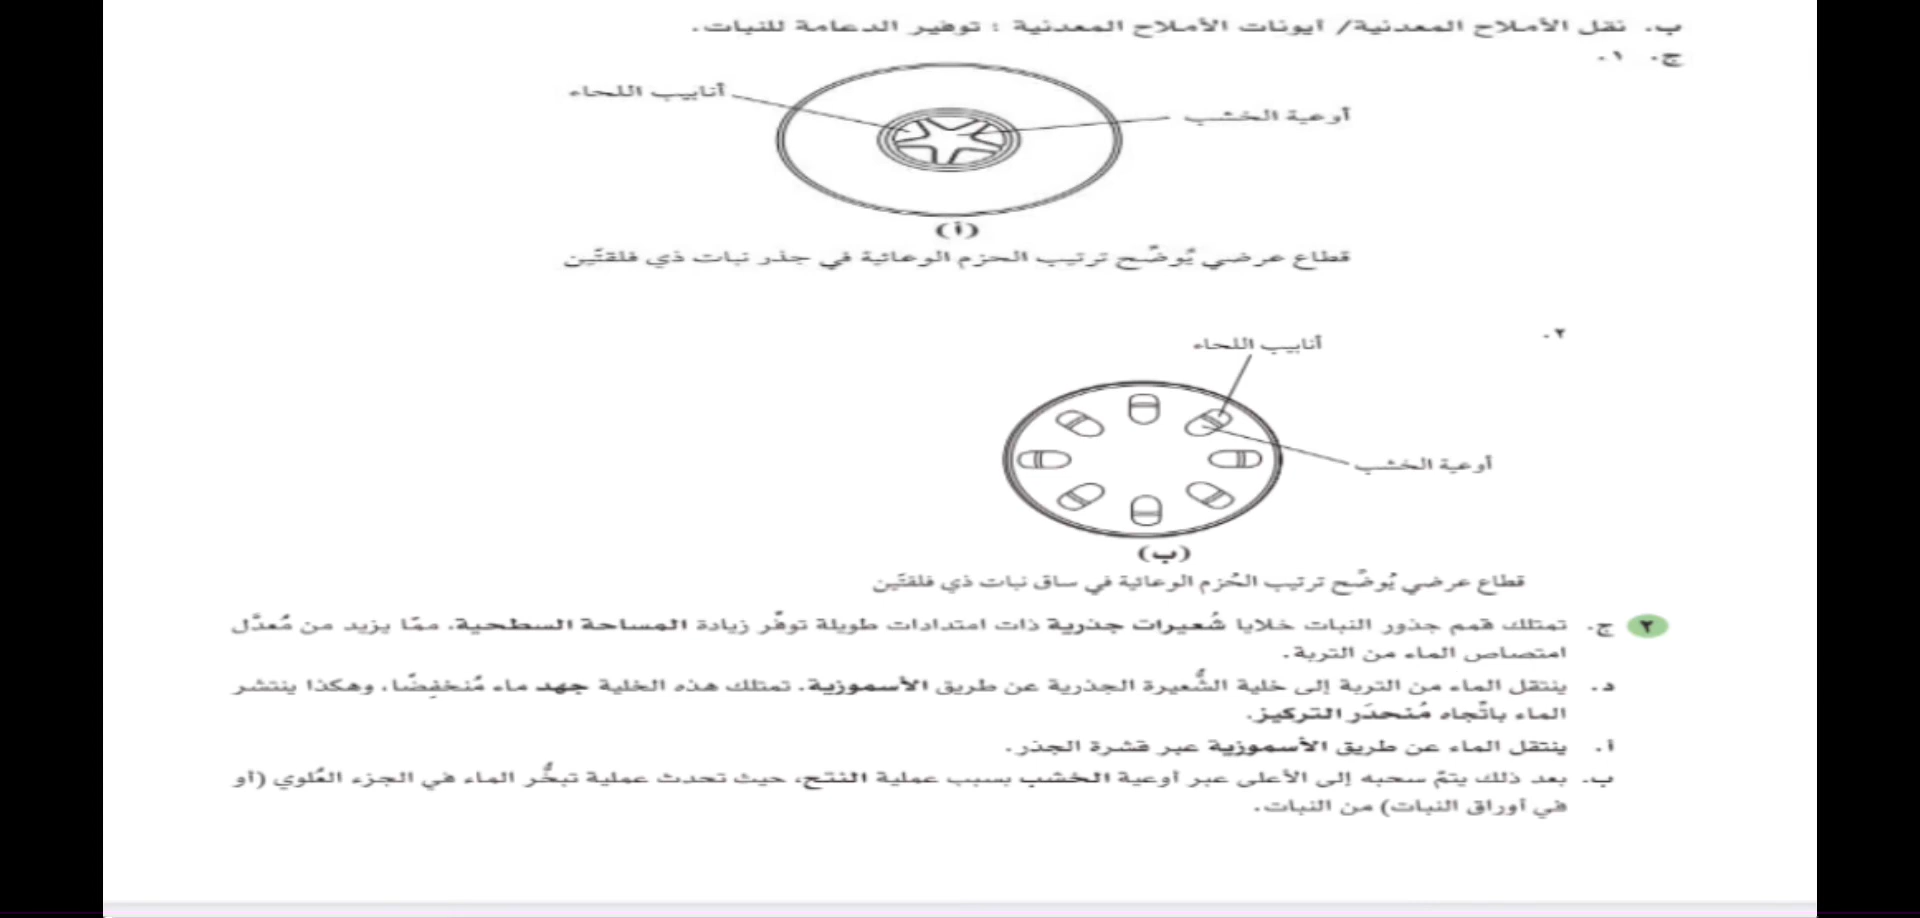 ب. نقل الأملاح المعدنية/ أيونات الأملاح المعدنية ؛ توفير الدعامة للنبات.
ج. ١.
أنابيب اللحاء
أوعية الخشب
(أ)
قطاع عرضي يُوضِّح ترتيب الحزم الوعائية في جذر نبات ذي فلقتَين
٢.
أنابيب اللحاء
أوعية الخشب
(ب)
قطاع عرضي يُوضِّح ترتيب الحُزم الوعائية في ساق نبات ذي فلقتَين
٢ ج. تمتلك قمم جذور النبات خلايا شُعيرات جذرية ذات امتدادات طويلة توفِّر زيادة المساحة السطحية، ممّا يزيد من مُعدَّل
امتصاص الماء من التربة.
د. ينتقل الماء من التربة إلى خلية الشُّعيرة الجذرية عن طريق الأسموزية. تمتلك هذه الخلية جهد ماء مُنخفِضًا، وهكذا ينتشر
الماء باتِّجاه مُنحدَر التركيز.
أ. ينتقل الماء عن طريق الأسموزية عبر قشرة الجذر.
ب. بعد ذلك يتمّ سحبه إلى الأعلى عبر أوعية الخشب بسبب عملية النتح، حيث تحدث عملية تبخُّر الماء في الجزء العُلوي (أو
في أوراق النبات) من النبات.